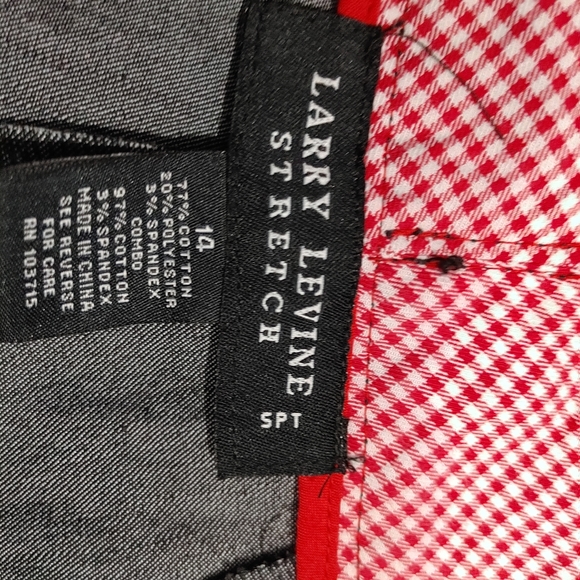 LARRY LEVINE
STRETCH
SPT
14
77% COTTON
20% POLYESTER
3% SPANDEX
COMBO
97% COTTON
3% SPANDEX
MADE IN CHINA
SEE REVERSE
FOR CARE
RN 103715